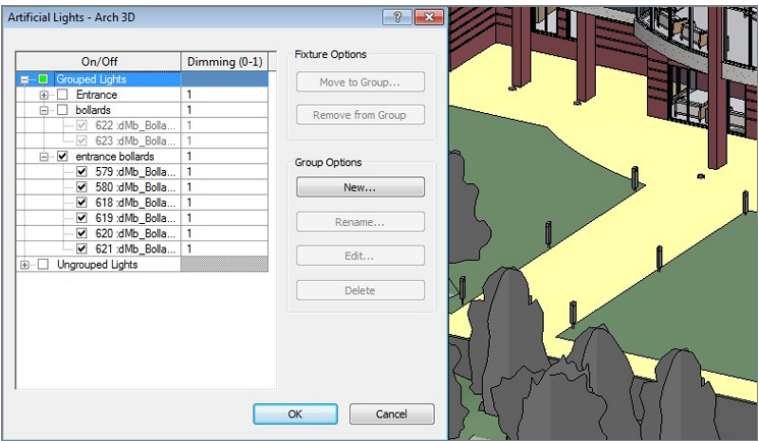 Artificial Lights - Arch 3D
On/Off Dimming (0-1)
Grouped Lights
Entrance 1
bollards 1
622 :dMb_Bolla... 1
623 :dMb_Bolla... 1
entrance bollards 1
579 :dMb_Bolla... 1
580 :dMb_Bolla... 1
618 :dMb_Bolla... 1
619 :dMb_Bolla... 1
620 :dMb_Bolla... 1
621 :dMb_Bolla... 1
Ungrouped Lights
Fixture Options
Move to Group...
Remove from Group
Group Options
New...
Rename...
Edit...
Delete
OK Cancel